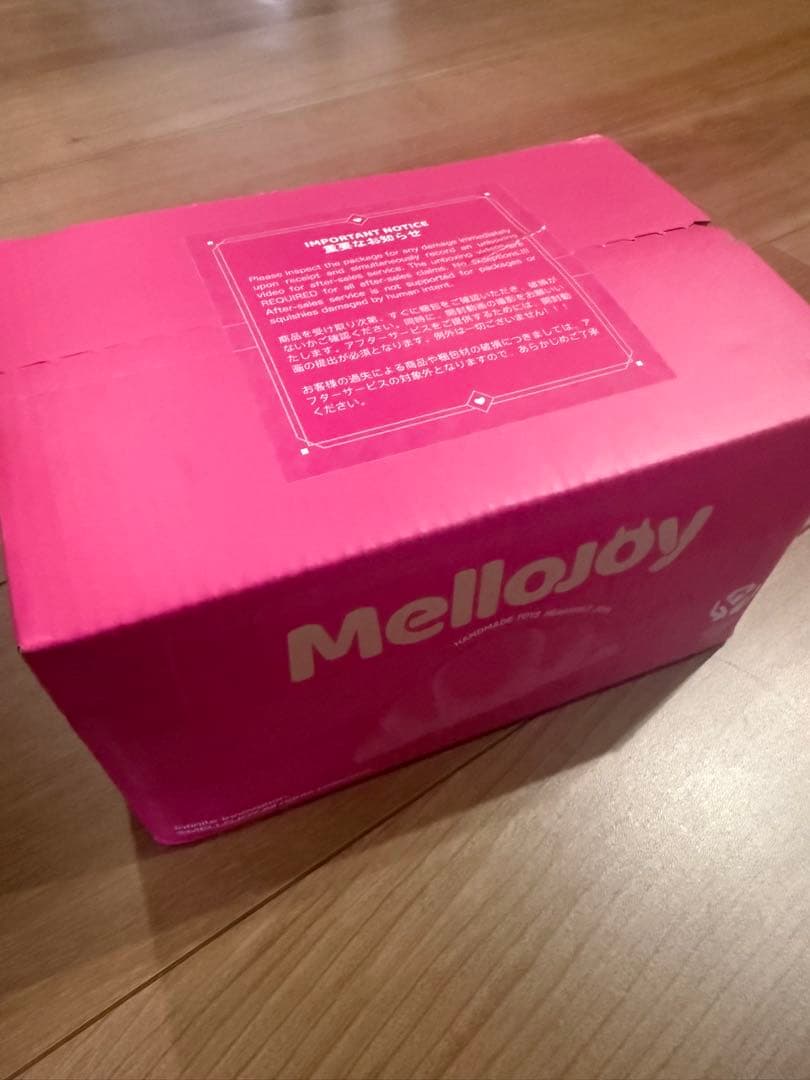 IMPORTANT NOTICE
重要なお知らせ
Please inspect the package for any damage immediately
upon receipt and simultaneously record an unboxing
video for after-sales service. The unboxing video is
REQUIRED for all after-sales claims. No exceptions!!!
After-sales service is not supported for packages or
squishies damaged by human intent.
商品を受け取り次第、すぐに梱包をご確認いただき、破損が
ないかご確認ください。同時に、開封動画の撮影をお願いい
たします。アフターサービスをご提供するためには、開封動
画の提出が必須となります。例外は一切ございません!!!
お客様の過失による商品や梱包材の破損につきましては、ア
フターサービスの対象外となりますので、あらかじめご了承
ください。
MelloJoy
HANDMADE TOYS
Infinite Innovation